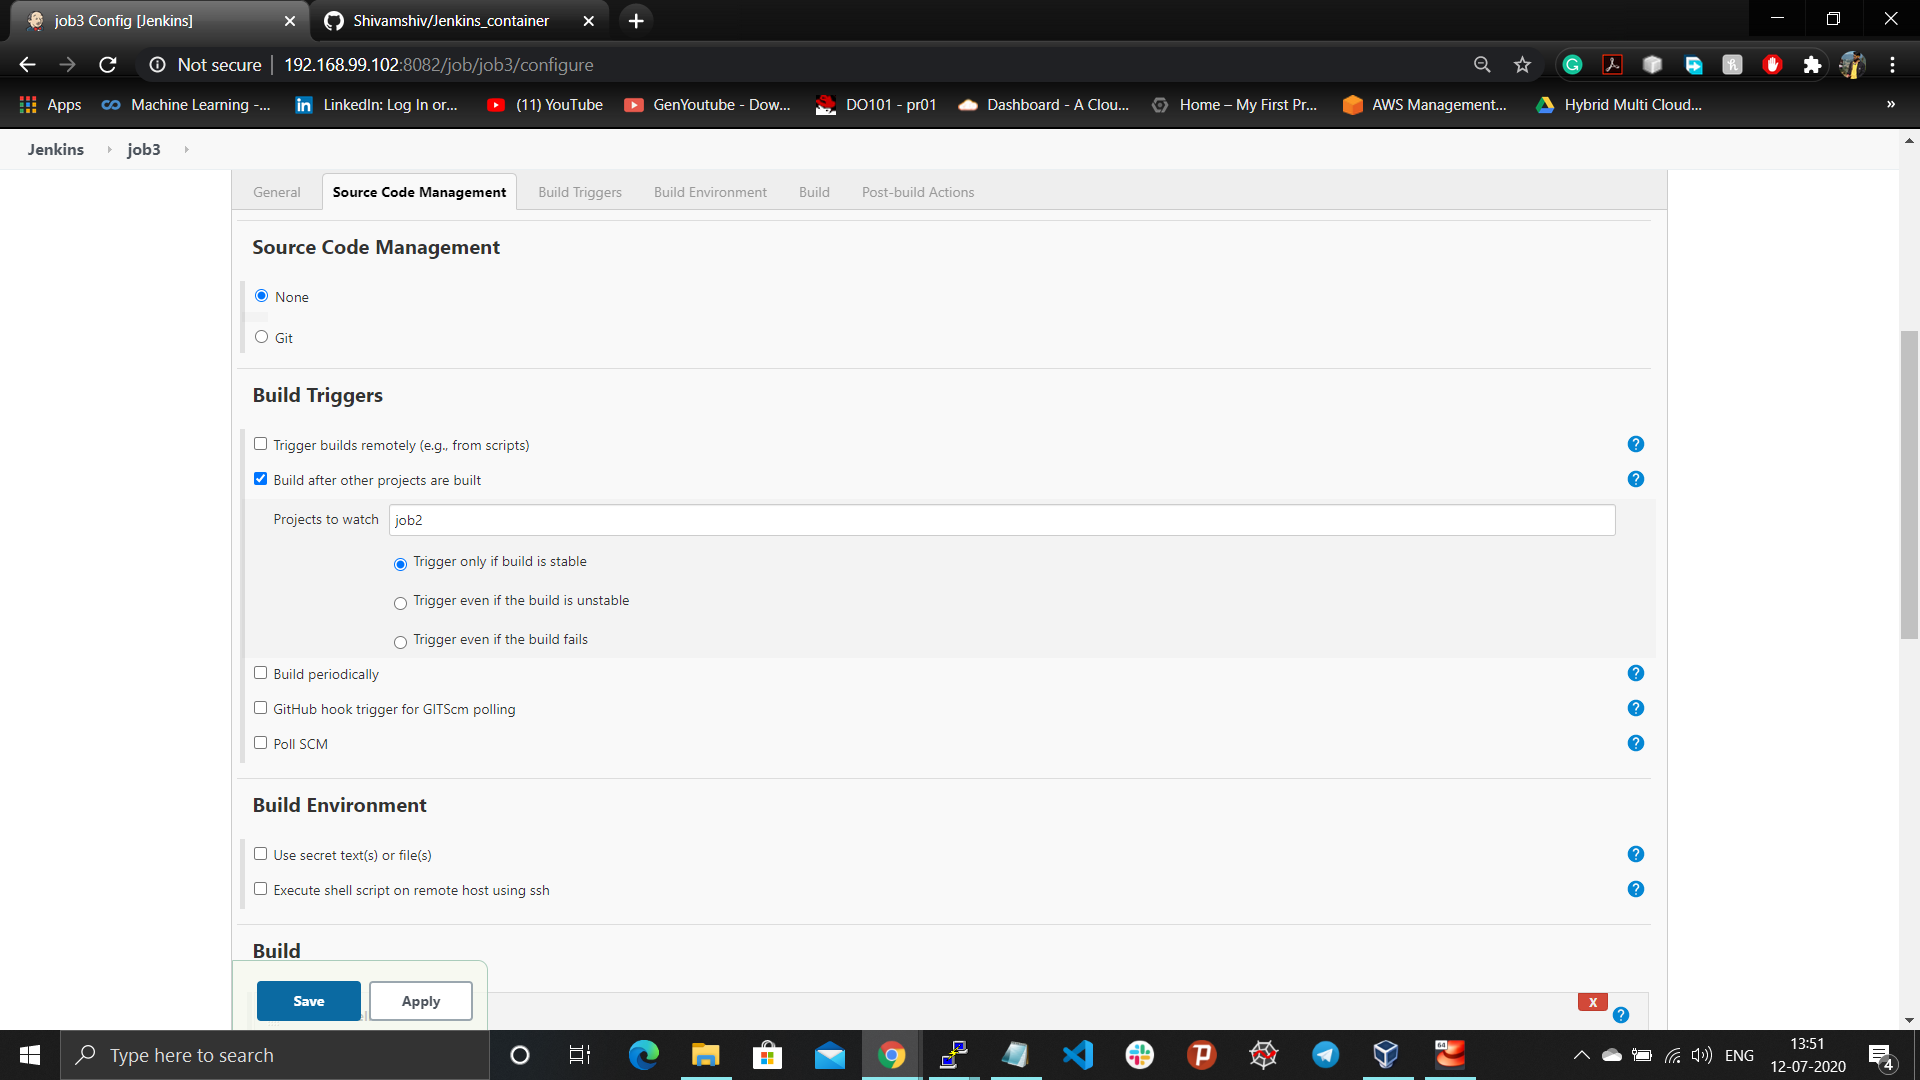 job3 Config [Jenkins]
Shivamshiv/Jenkins_container
Not secure
192.168.99.102:8082/job/job3/configure
Apps
Machine Learning -...
LinkedIn: Log In or...
(11) YouTube
GenYoutube - Dow...
DO101 - pr01
Dashboard - A Clou...
Home – My First Pr...
AWS Management...
Hybrid Multi Cloud...
»
Jenkins
job3
General
Source Code Management
Build Triggers
Build Environment
Build
Post-build Actions
Source Code Management
None
Git
Build Triggers
Trigger builds remotely (e.g., from scripts)
Build after other projects are built
Projects to watch
job2
Trigger only if build is stable
Trigger even if the build is unstable
Trigger even if the build fails
Build periodically
GitHub hook trigger for GITScm polling
Poll SCM
Build Environment
Use secret text(s) or file(s)
Execute shell script on remote host using ssh
Build
Save
Apply
X
Type here to search
ENG
13:51
12-07-2020
4